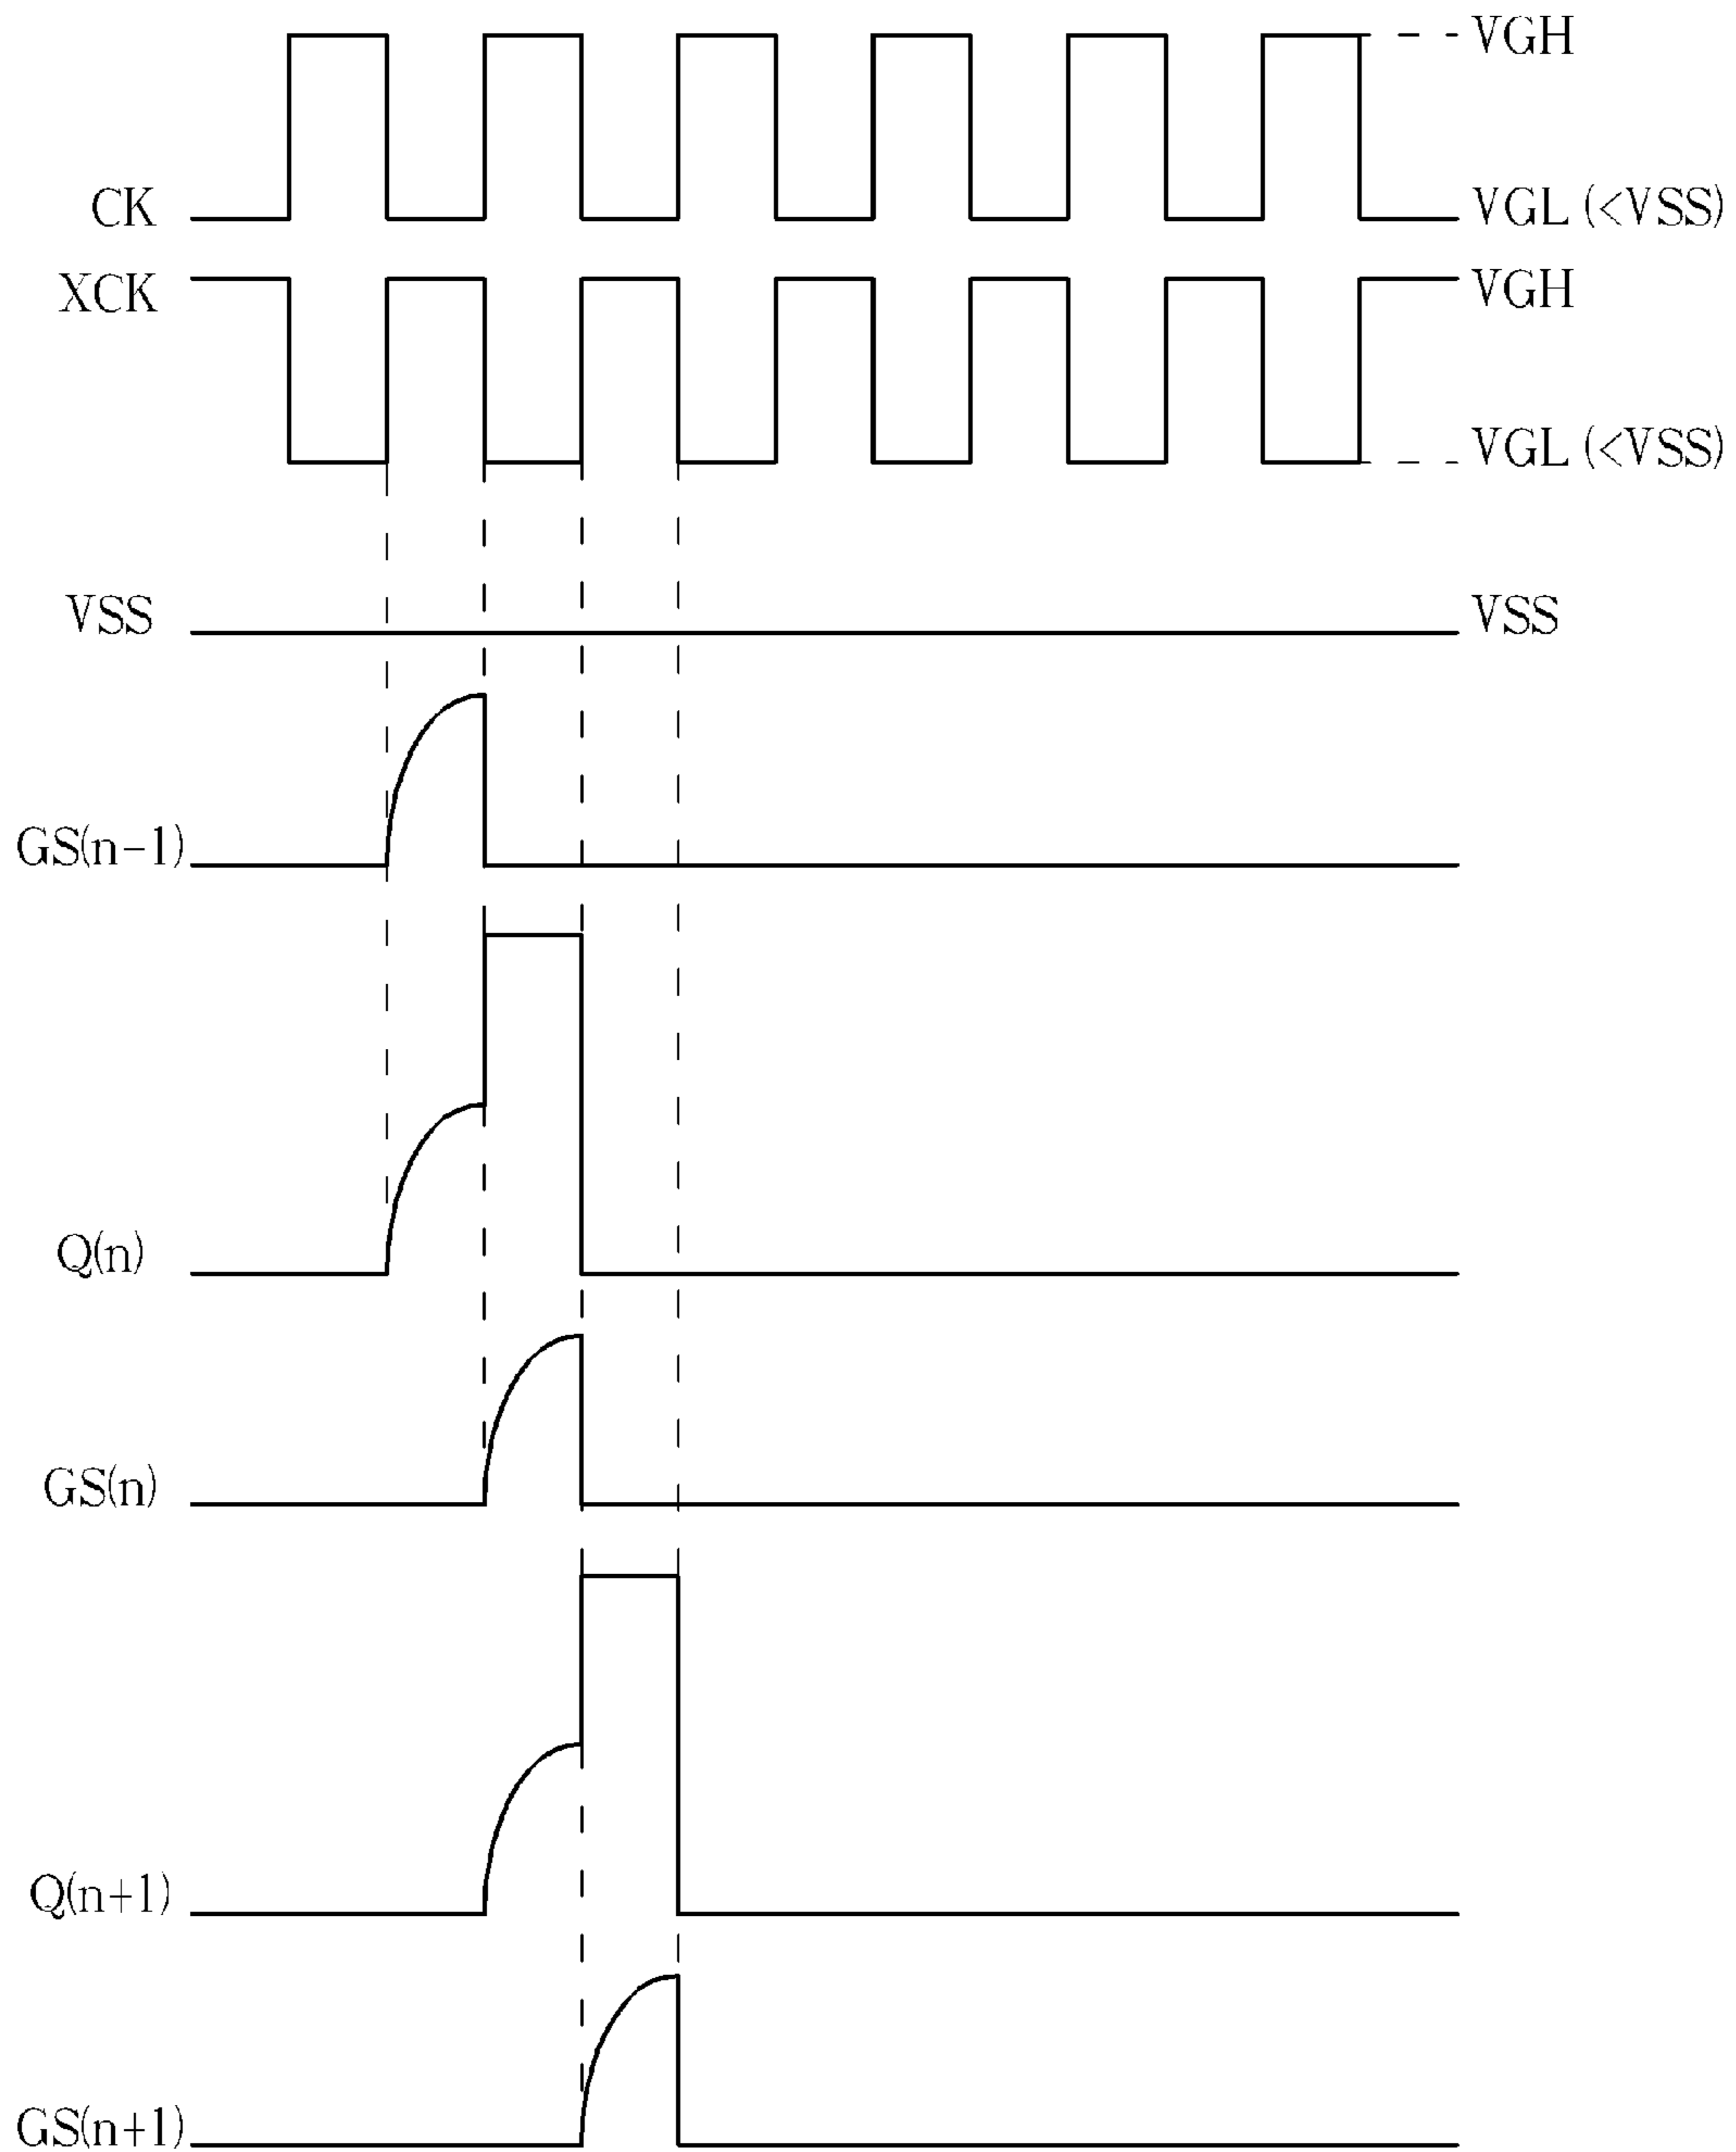 VGH
CK VGL (<VSS)
XCK VGH
VGL (<VSS)
VSS VSS
GS(n-1)
Q(n)
GS(n)
Q(n+1)
GS(n+1)